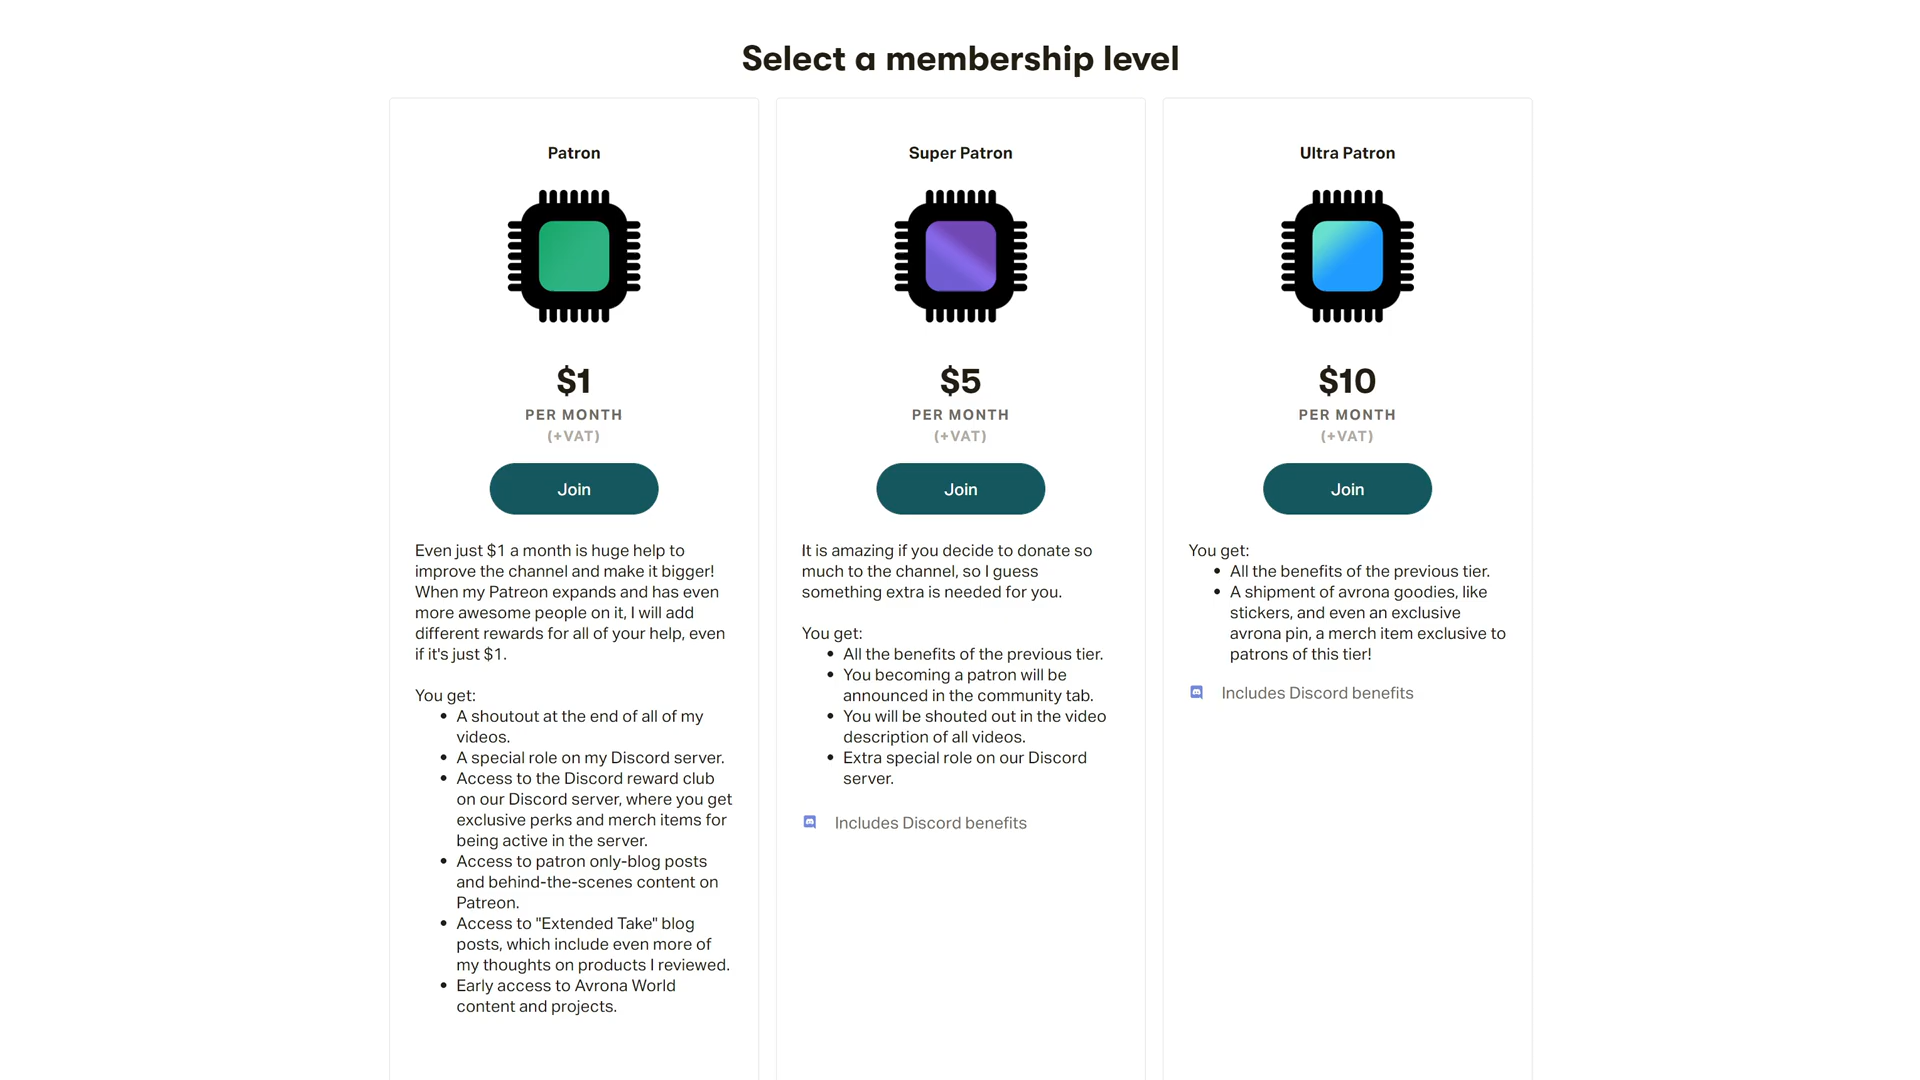 Select a membership level
Patron
$1
PER MONTH
(+VAT)
Join
Even just $1 a month is huge help to
improve the channel and make it bigger!
When my Patreon expands and has even
more awesome people on it, I will add
different rewards for all of your help, even
if it's just $1.
You get:
A shoutout at the end of all of my
videos.
A special role on my Discord server.
Access to the Discord reward club
on our Discord server, where you get
exclusive perks and merch items for
being active in the server.
Access to patron only-blog posts
and behind-the-scenes content on
Patreon.
Access to "Extended Take" blog
posts, which include even more of
my thoughts on products I reviewed.
Early access to Avrona World
content and projects.
Super Patron
$5
PER MONTH
(+VAT)
Join
It is amazing if you decide to donate so
much to the channel, so I guess
something extra is needed for you.
You get:
All the benefits of the previous tier.
You becoming a patron will be
announced in the community tab.
You will be shouted out in the video
description of all videos.
Extra special role on our Discord
server.
Includes Discord benefits
Ultra Patron
$10
PER MONTH
(+VAT)
Join
You get:
All the benefits of the previous tier.
A shipment of avrona goodies, like
stickers, and even an exclusive
avrona pin, a merch item exclusive to
patrons of this tier!
Includes Discord benefits